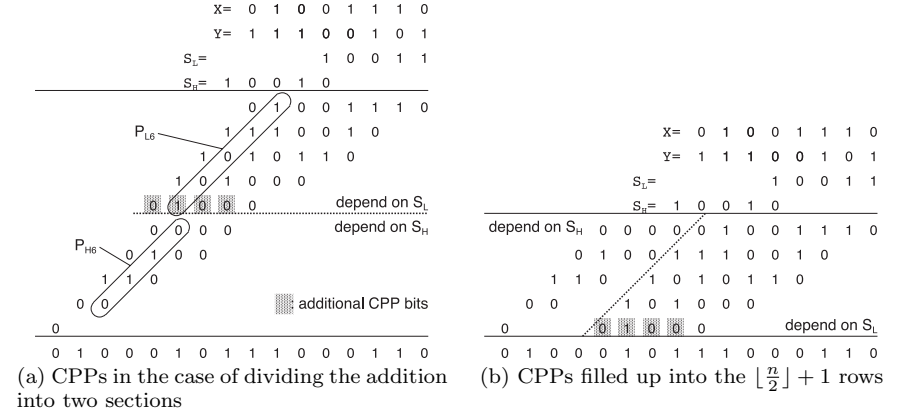 X= 0 1 0 0 1 1 1 0
Y= 1 1 1 0 0 1 0 1
S_L= 1 0 0 1 1
S_H= 1 0 0 1 0
0 1 0 0 1 1 1 0
P_L6 1 1 1 0 0 1 0
1 0 1 0 1 1 0
1 0 1 0 0 0
0 1 0 0 0 depend on S_L
0 0 0 0 depend on S_H
P_H6 0 1 0 0
1 1 0
0 0 : additional CPP bits
0
0 1 0 0 0 1 0 1 1 1 1 0 0 1 1 0
(a) CPPs in the case of dividing the addition
into two sections
X= 0 1 0 0 1 1 1 0
Y= 1 1 1 0 0 1 0 1
S_L= 1 0 0 1 1
S_H= 1 0 0 1 0
depend on S_H 0 0 0 0 0 1 0 0 1 1 1 0
0 1 0 0 1 1 1 0 0 1 0
1 1 0 1 0 1 0 1 1 0
0 0 1 0 1 0 0 0
0 0 1 0 0 0 depend on S_L
0 1 0 0 0 1 0 1 1 1 1 0 0 1 1 0
(b) CPPs filled up into the ⌊n/2⌋ + 1 rows